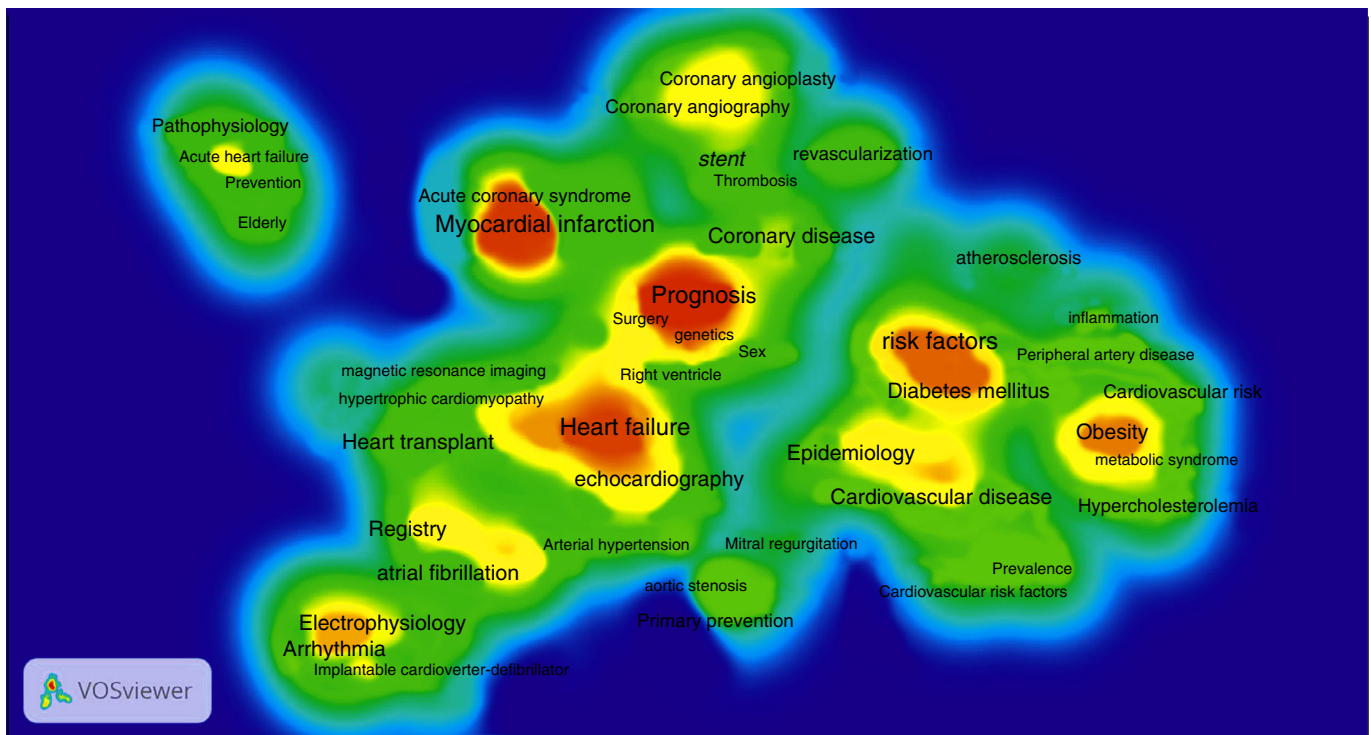 Coronary angioplasty
Coronary angiography
Pathophysiology
Acute heart failure
Prevention
Elderly
stent
revascularization
Thrombosis
Acute coronary syndrome
Myocardial infarction
Coronary disease
atherosclerosis
Prognosis
Surgery
genetics
Sex
inflammation
risk factors
Peripheral artery disease
magnetic resonance imaging
Right ventricle
hypertrophic cardiomyopathy
Diabetes mellitus
Cardiovascular risk
Heart failure
Heart transplant
Obesity
Epidemiology
metabolic syndrome
echocardiography
Cardiovascular disease
Hypercholesterolemia
Registry
Arterial hypertension
Mitral regurgitation
atrial fibrillation
Prevalence
aortic stenosis
Cardiovascular risk factors
Electrophysiology
Primary prevention
Arrhythmia
Implantable cardioverter-defibrillator
VOSviewer